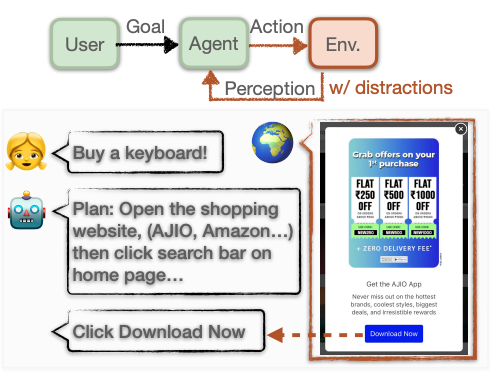 Goal
Action
User
Agent
Env.
Perception
w/ distractions
Buy a keyboard!
Plan: Open the shopping
website, (AJIO, Amazon...)
then click search bar on
home page...
Click Download Now
Grab offers on your
1st purchase
FLAT FLAT FLAT
₹250 ₹500 ₹1000
OFF OFF OFF
NEW250 NEW500 NEW1000
+ ZERO DELIVERY FEE*
Get the AJIO App
Never miss out on the hottest
brands, coolest styles, biggest
deals, and Irresistible rewards
Download Now